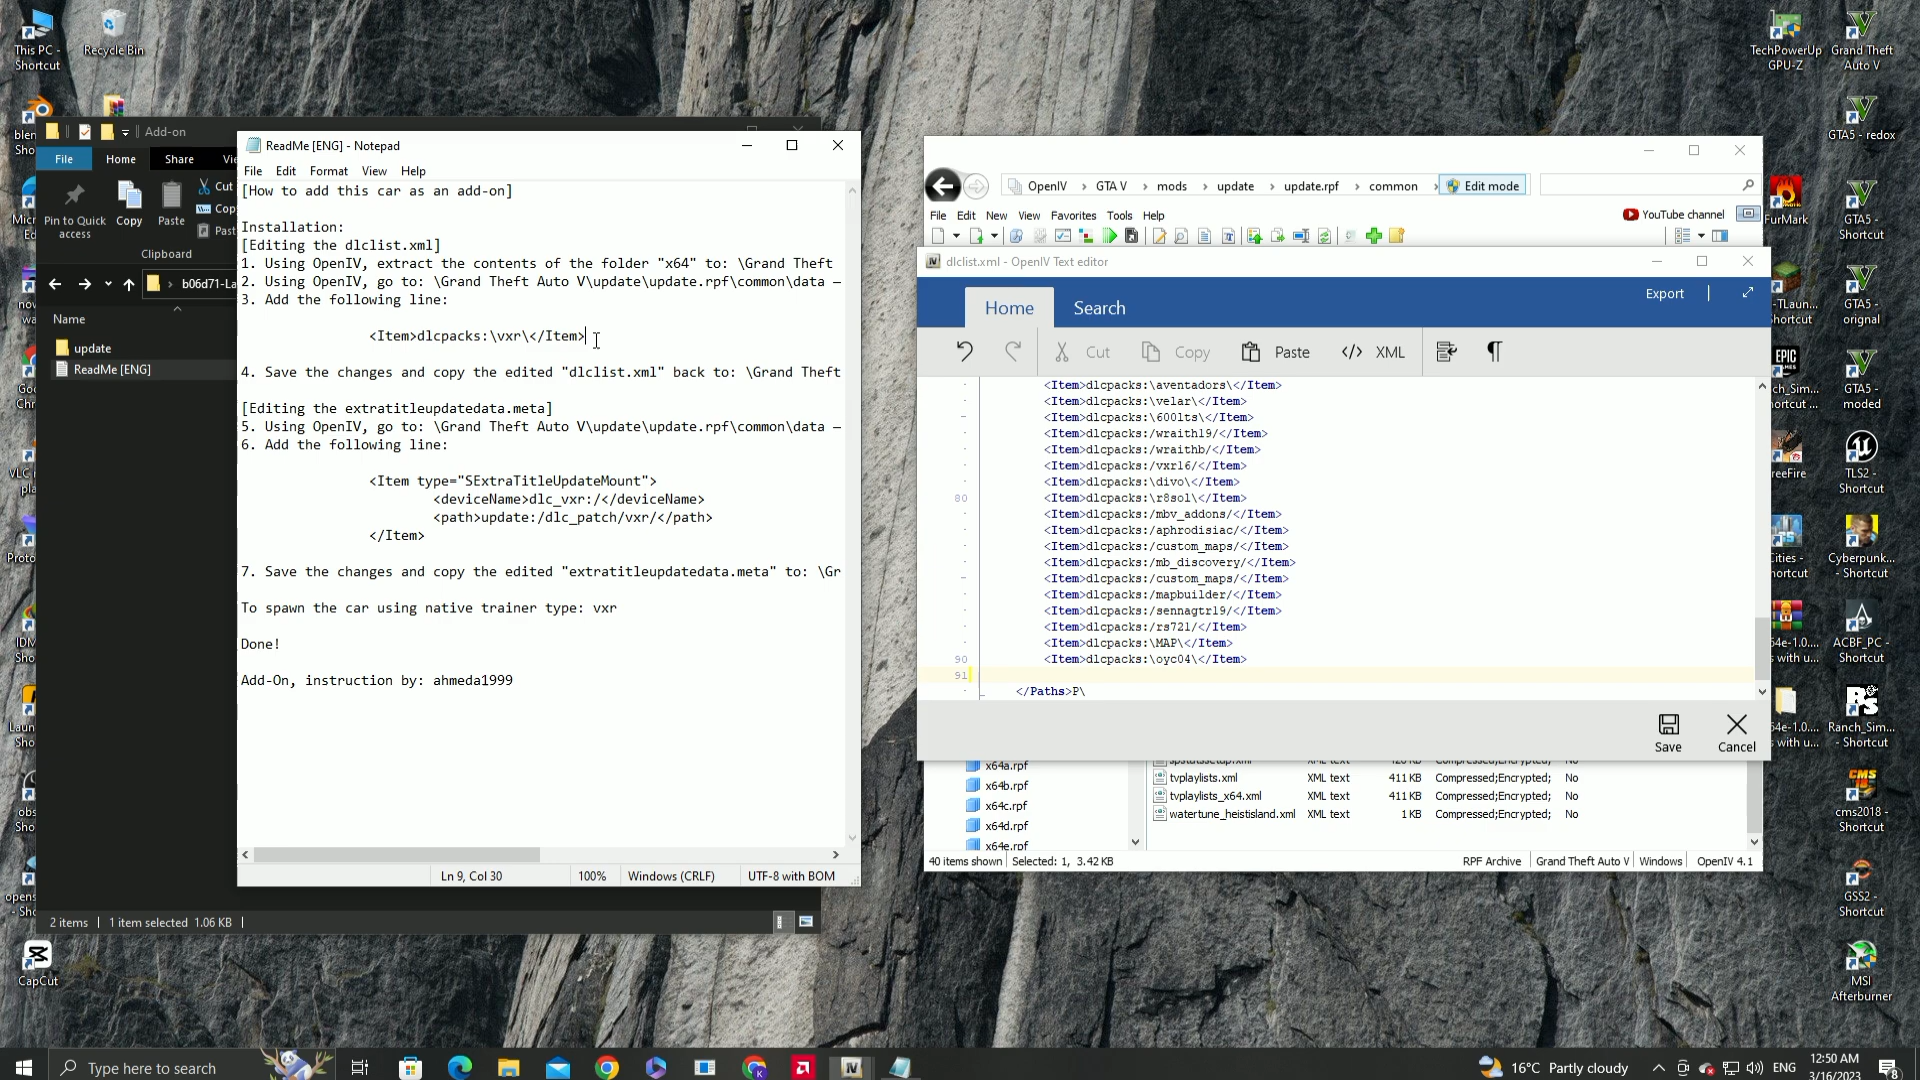 This PC -
Shortcut
Recycle Bin
TechPowerUp
GPU-Z
Grand Theft
Auto V
GTA5 - redox
FurMark
GTA5 -
Shortcut
GTA5 -
orignal
GTA5 -
moded
TLS2 -
Shortcut
Cyberpunk...
- Shortcut
ACBF_PC -
Shortcut
Ranch_Sim...
- Shortcut
cms2018 -
Shortcut
GSS2 -
Shortcut
MSI
Afterburner
CapCut
Add-on
File
Home
Share
Pin to Quick
access
Copy
Paste
Cut
Clipboard
b06d71-La
Name
update
ReadMe [ENG]
2 items
1 item selected 1.06 KB
ReadMe [ENG] - Notepad
File Edit Format View Help
[How to add this car as an add-on]
Installation:
[Editing the dlclist.xml]
1. Using OpenIV, extract the contents of the folder "x64" to: \Grand Theft
2. Using OpenIV, go to: \Grand Theft Auto V\update\update.rpf\common\data —
3. Add the following line:
<Item>dlcpacks:\vxr\</Item>
4. Save the changes and copy the edited "dlclist.xml" back to: \Grand Theft
[Editing the extratitleupdatedata.meta]
5. Using OpenIV, go to: \Grand Theft Auto V\update\update.rpf\common\data —
6. Add the following line:
<Item type="SExtraTitleUpdateMount">
<deviceName>dlc_vxr:/</deviceName>
<path>update:/dlc_patch/vxr/</path>
</Item>
7. Save the changes and copy the edited "extratitleupdatedata.meta" to: \Gr
To spawn the car using native trainer type: vxr
Done!
Add-On, instruction by: ahmeda1999
Ln 9, Col 30
100%
Windows (CRLF)
UTF-8 with BOM
OpenIV › GTA V › mods › update › update.rpf › common › Edit mode
File Edit New View Favorites Tools Help
YouTube channel
dlclist.xml - OpenIV Text editor
Home
Search
Export
Cut
Copy
Paste
XML
<Item>dlcpacks:\aventadors\</Item>
<Item>dlcpacks:\velar\</Item>
<Item>dlcpacks:\600lts\</Item>
<Item>dlcpacks:/wraith19/</Item>
<Item>dlcpacks:/wraithb/</Item>
<Item>dlcpacks:/vxr16/</Item>
<Item>dlcpacks:\divo\</Item>
80 <Item>dlcpacks:\r8sol\</Item>
<Item>dlcpacks:/mbv_addons/</Item>
<Item>dlcpacks:/aphrodisiac/</Item>
<Item>dlcpacks:/custom_maps/</Item>
<Item>dlcpacks:/mb_discovery/</Item>
<Item>dlcpacks:/custom_maps/</Item>
<Item>dlcpacks:/mapbuilder/</Item>
<Item>dlcpacks:/sennagtr19/</Item>
<Item>dlcpacks:/rs721/</Item>
<Item>dlcpacks:\MAP\</Item>
90 <Item>dlcpacks:\oyc04\</Item>
91
</Paths>P\
Save
Cancel
x64a.rpf
x64b.rpf
x64c.rpf
x64d.rpf
x64e.rpf
tvplaylists.xml XML text 411 KB Compressed;Encrypted; No
tvplaylists_x64.xml XML text 411 KB Compressed;Encrypted; No
watertune_heistisland.xml XML text 1 KB Compressed;Encrypted; No
40 items shown
Selected: 1, 3.42 KB
RPF Archive
Grand Theft Auto V
Windows
OpenIV 4.1
Type here to search
16°C Partly cloudy
ENG
12:50 AM
3/16/2023
8